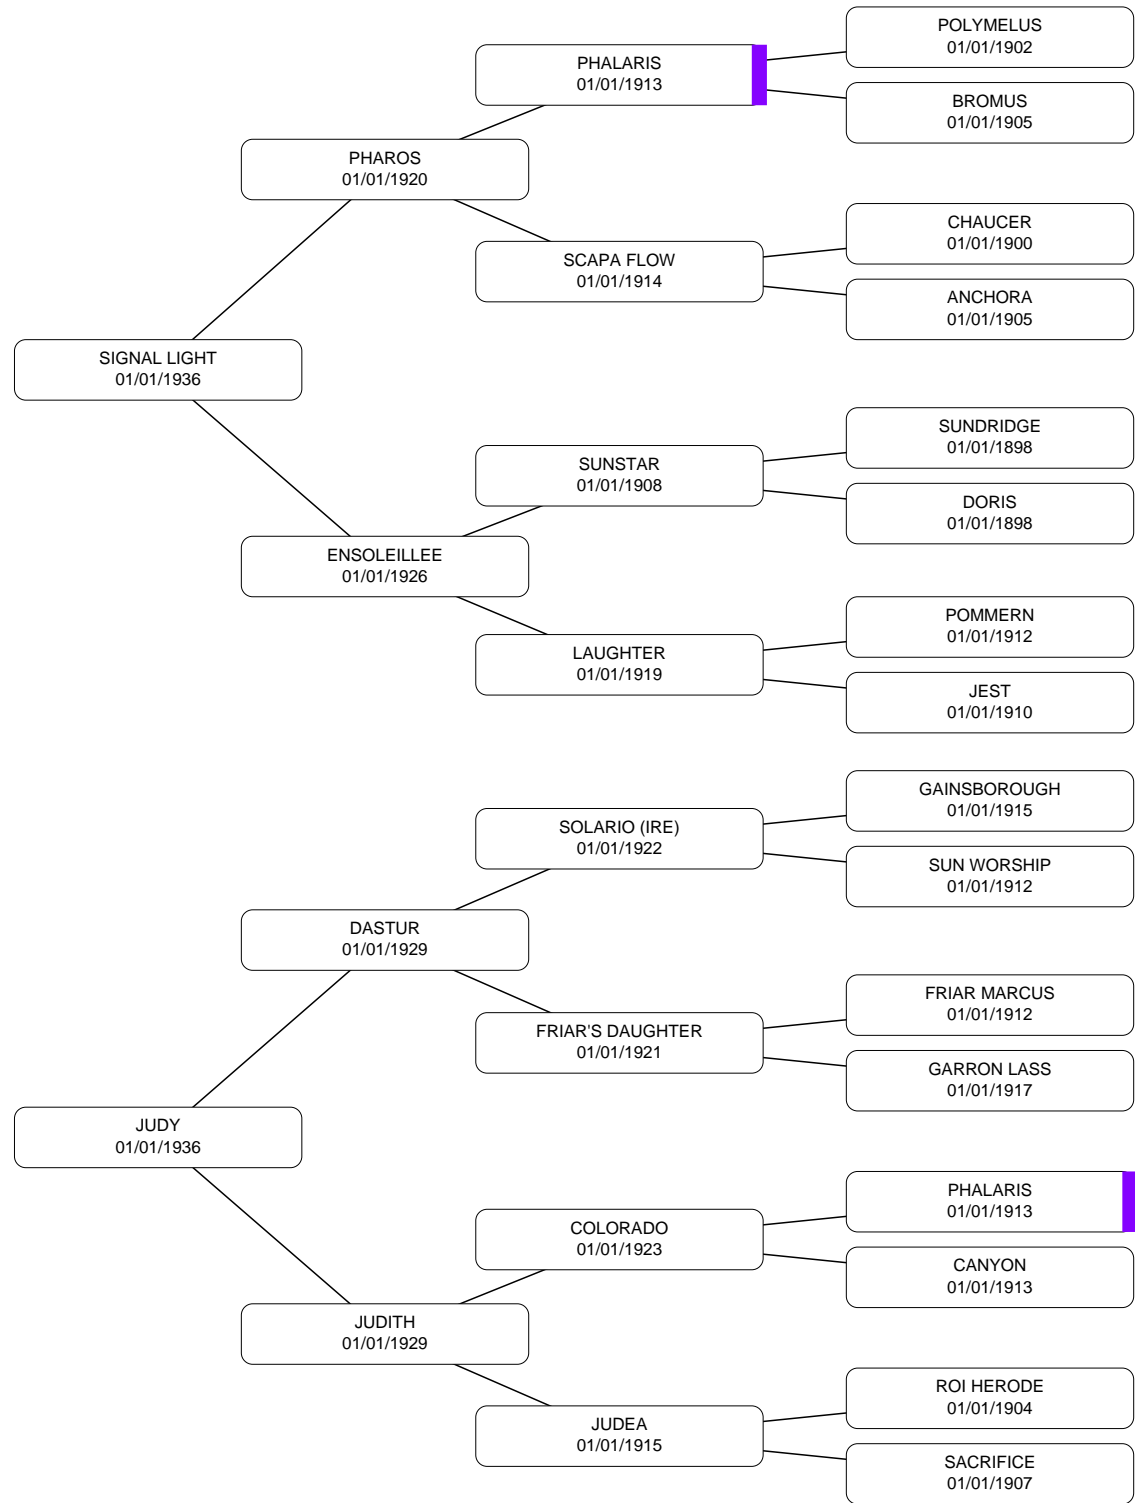 POLYMELUS
01/01/1902
PHALARIS
01/01/1913
BROMUS
01/01/1905
PHAROS
01/01/1920
CHAUCER
01/01/1900
SCAPA FLOW
01/01/1914
ANCHORA
01/01/1905
SIGNAL LIGHT
01/01/1936
SUNDRIDGE
01/01/1898
SUNSTAR
01/01/1908
DORIS
01/01/1898
ENSOLEILLEE
01/01/1926
POMMERN
01/01/1912
LAUGHTER
01/01/1919
JEST
01/01/1910
GAINSBOROUGH
01/01/1915
SOLARIO (IRE)
01/01/1922
SUN WORSHIP
01/01/1912
DASTUR
01/01/1929
FRIAR MARCUS
01/01/1912
FRIAR'S DAUGHTER
01/01/1921
GARRON LASS
01/01/1917
JUDY
01/01/1936
PHALARIS
01/01/1913
COLORADO
01/01/1923
CANYON
01/01/1913
JUDITH
01/01/1929
ROI HERODE
01/01/1904
JUDEA
01/01/1915
SACRIFICE
01/01/1907